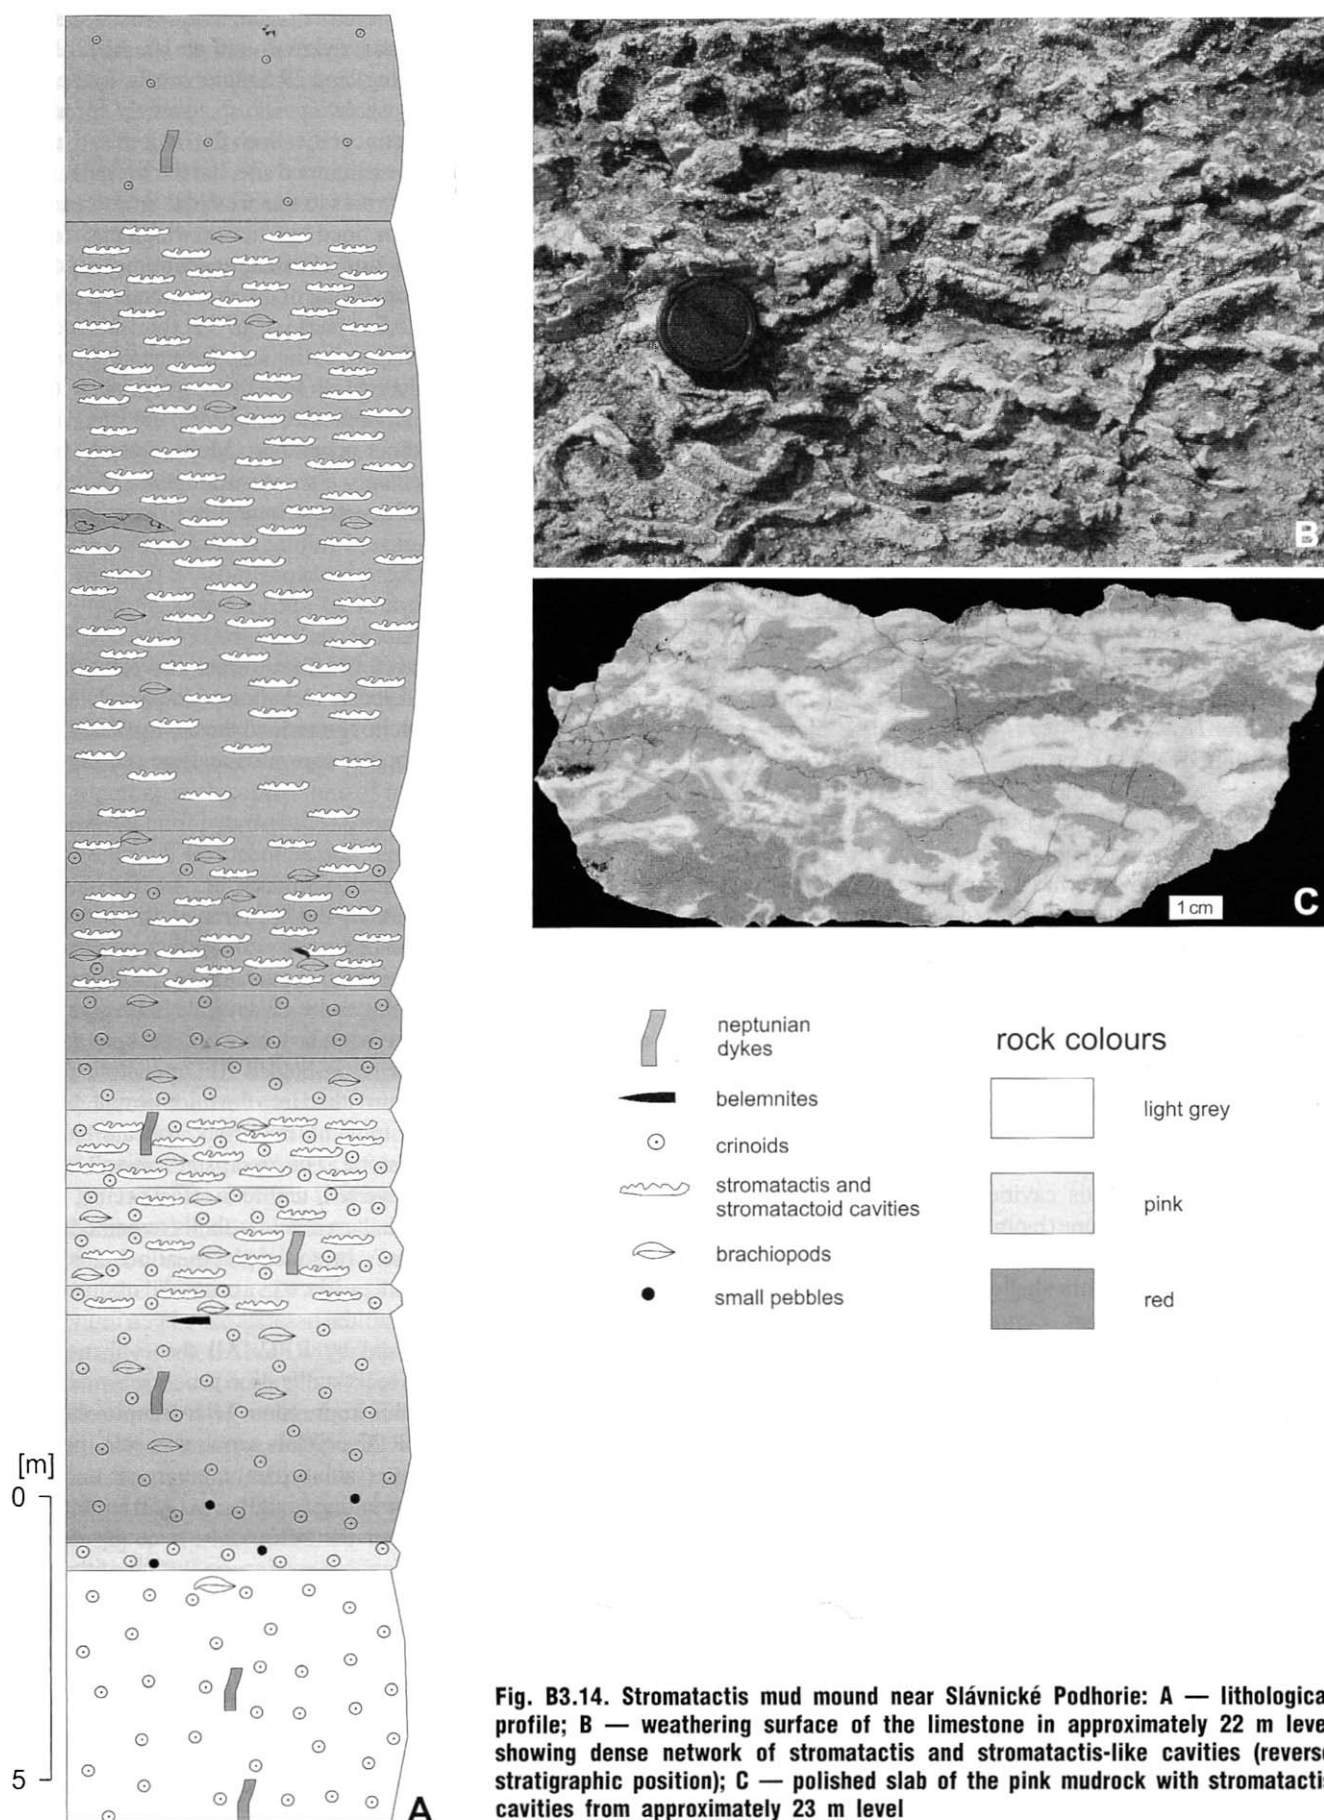 [m]
0
5
A
B
1 cm
C
neptunian
dykes
belemnites
crinoids
stromatactis and
stromatactoid cavities
brachiopods
small pebbles
rock colours
light grey
pink
red
Fig. B3.14. Stromatactis mud mound near Slávnické Podhorie: A — lithologica
profile; B — weathering surface of the limestone in approximately 22 m leve
showing dense network of stromatactis and stromatactis-like cavities (reverse
stratigraphic position); C — polished slab of the pink mudrock with stromatacti
cavities from approximately 23 m level